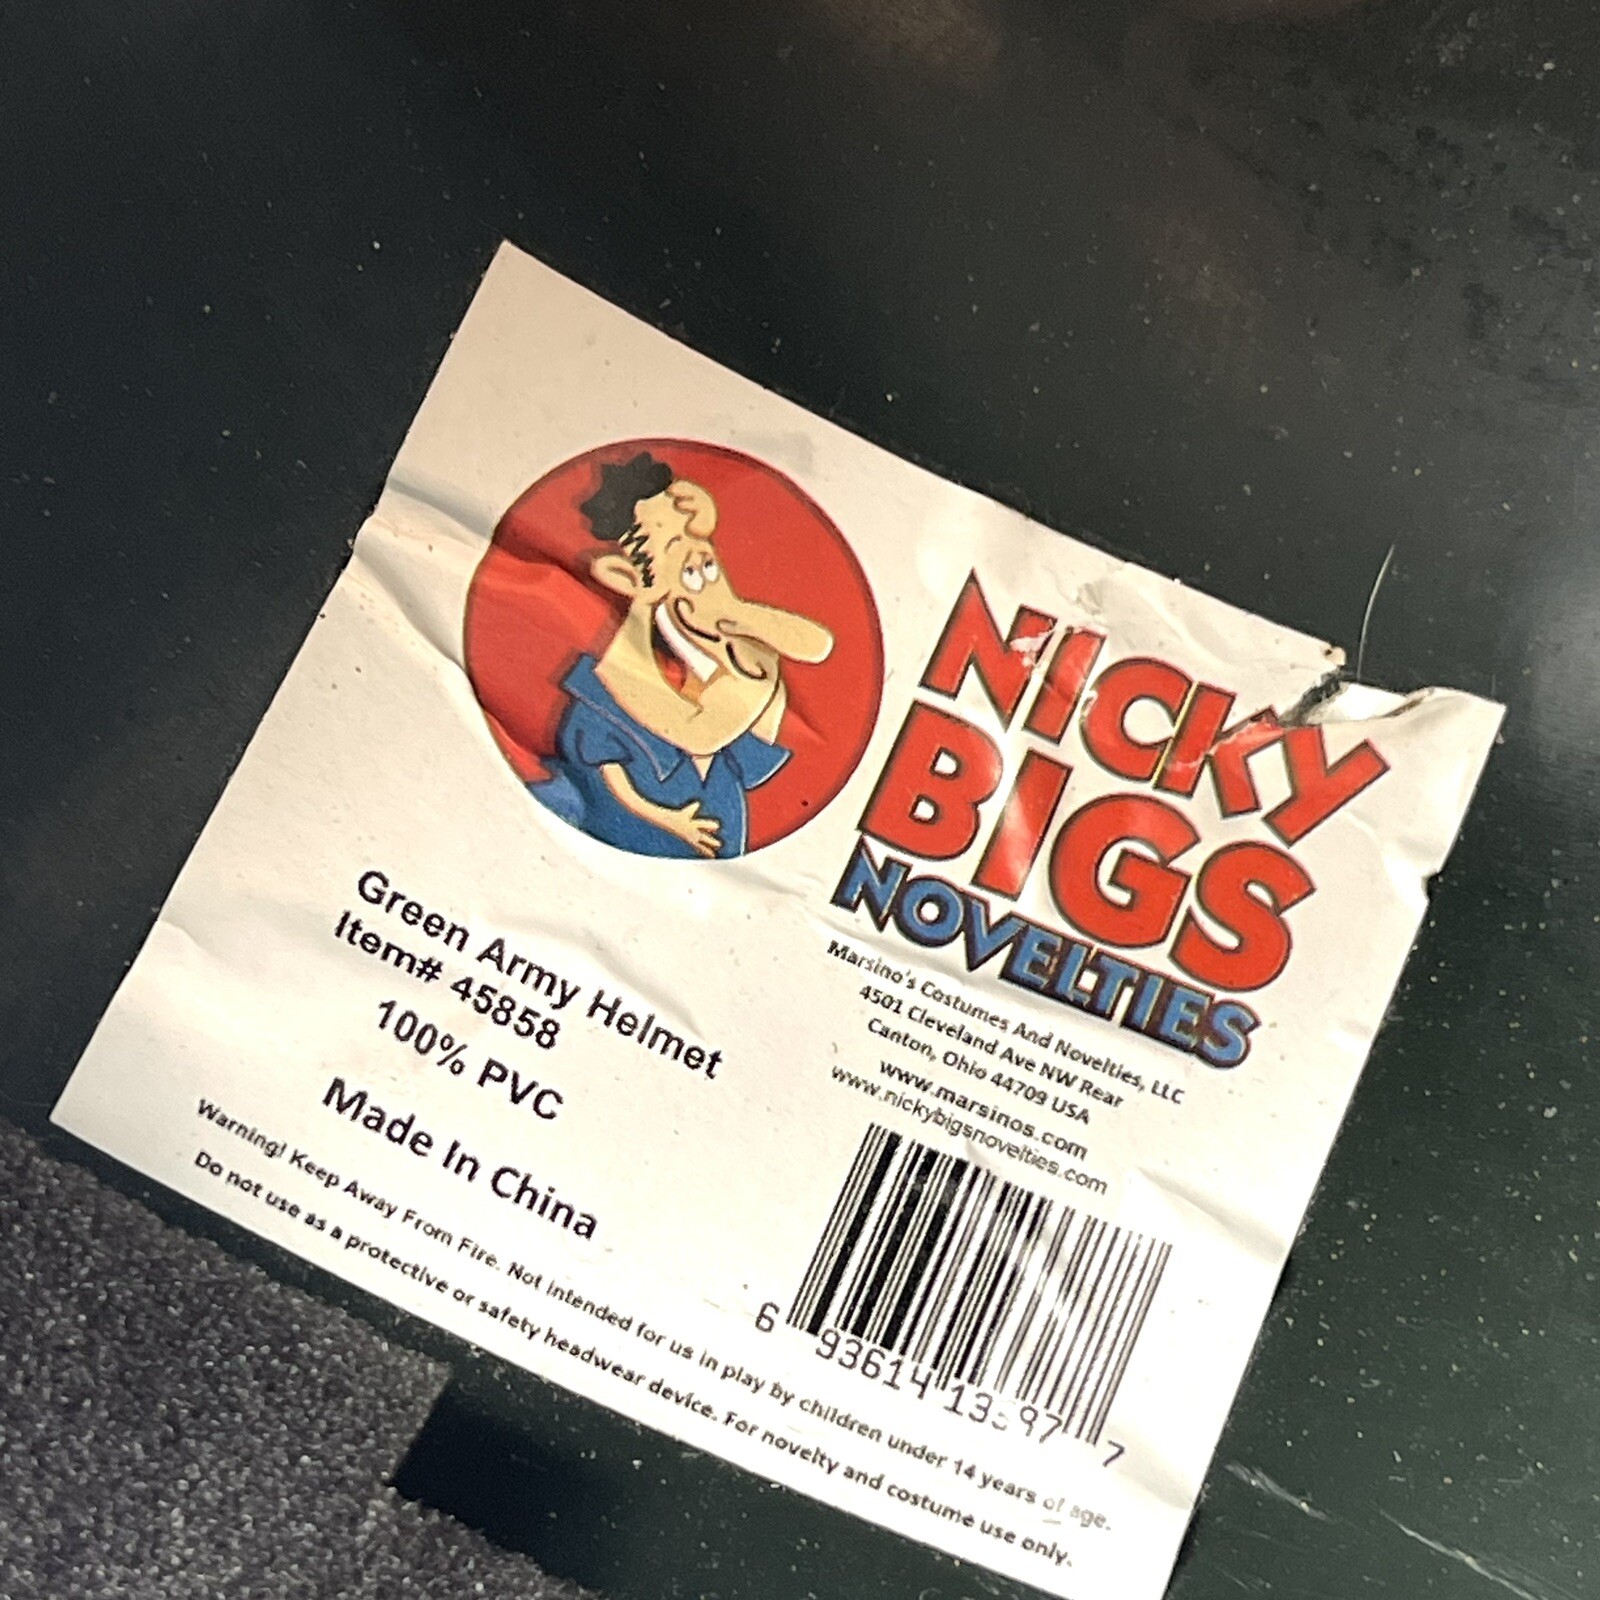 NICKY
BIGS
NOVELTIES
Marsino's Costumes And Novelties, LLC
4501 Cleveland Ave NW Rear
Canton, Ohio 44709 USA
www.marsinos.com
www.nickybigsnovelties.com
Green Army Helmet
Item# 45858
100% PVC
Made In China
6 93614 7
Warning! Keep Away From Fire. Not intended for us in play by children under 14 years of age.
Do not use as a protective or safety headwear device. For novelty and costume use only.